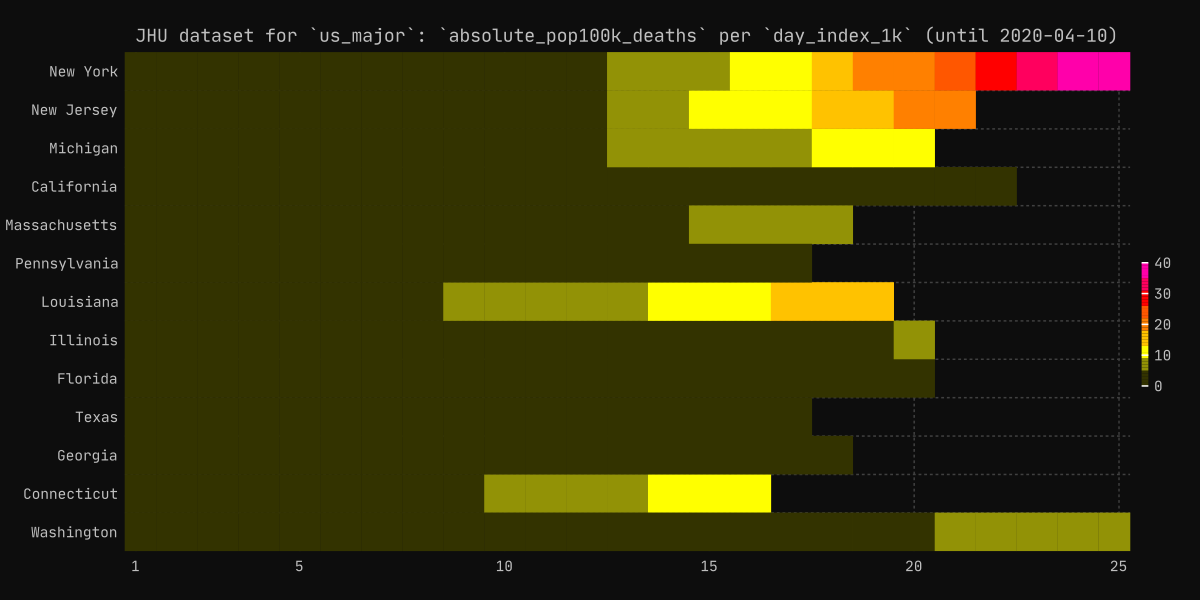 JHU dataset for `us_major`: `absolute_pop100k_deaths` per `day_index_1k` (until 2020-04-10)
New York
New Jersey
Michigan
California
Massachusetts
Pennsylvania
Louisiana
Illinois
Florida
Texas
Georgia
Connecticut
Washington
1 5 10 15 20 25
40
30
20
10
0